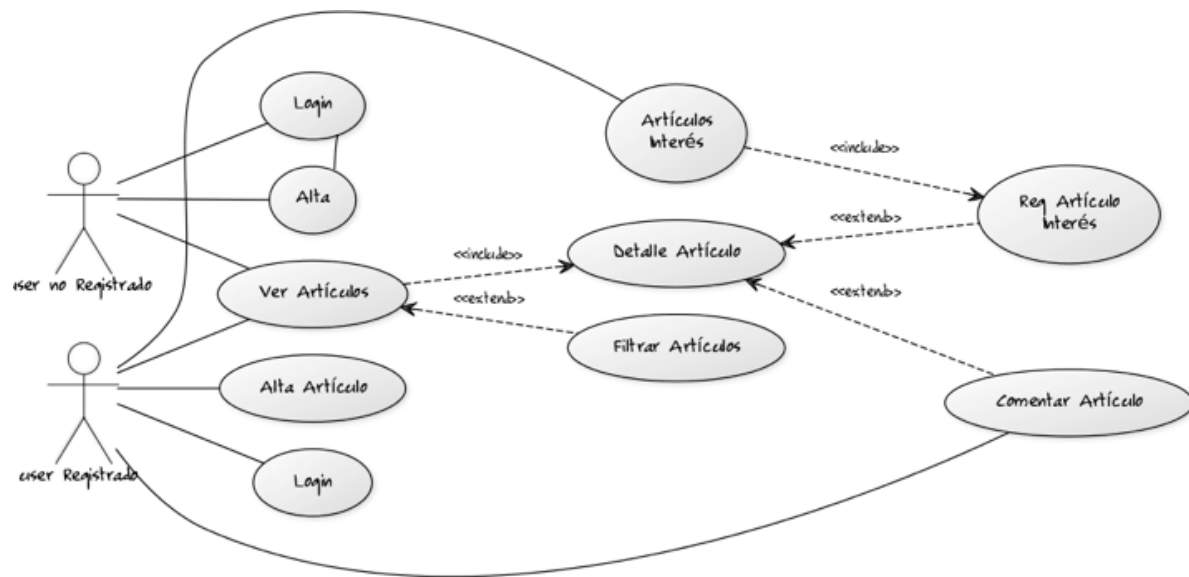 Login
Artículos
Interés
<<include>>
Alta
Reg Artículo
Interés
<<extend>>
Detalle Artículo
<<include>>
user no Registrado
Ver Artículos
<<extend>>
<<extend>>
Filtrar Artículos
Alta Artículo
Comentar Artículo
user Registrado
Login